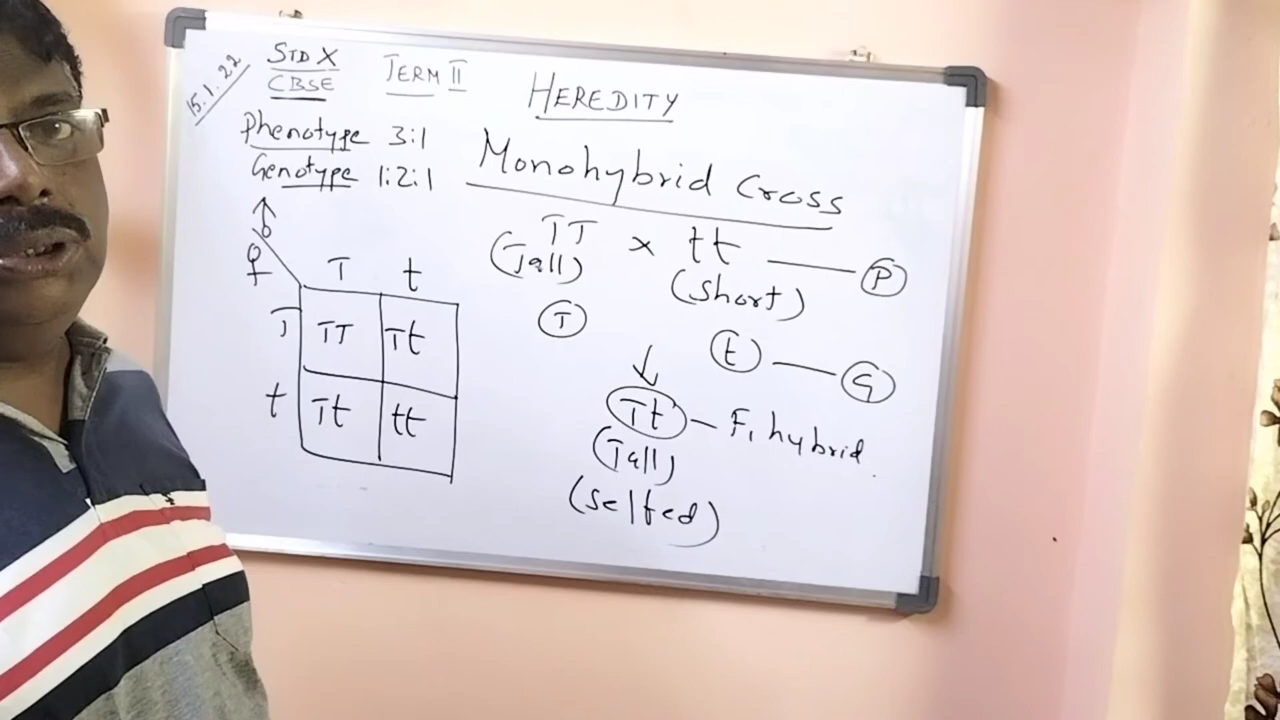 15.1.22
STD X
CBSE
TERM II
HEREDITY
Phenotype 3:1
Genotype 1:2:1
Monohybrid Cross
TT x tt — P
(Tall) (Short)
T
t — G
Tt — F1 hybrid
(Tall)
(selfed)
♂
♀
T t
T TT Tt
t Tt tt